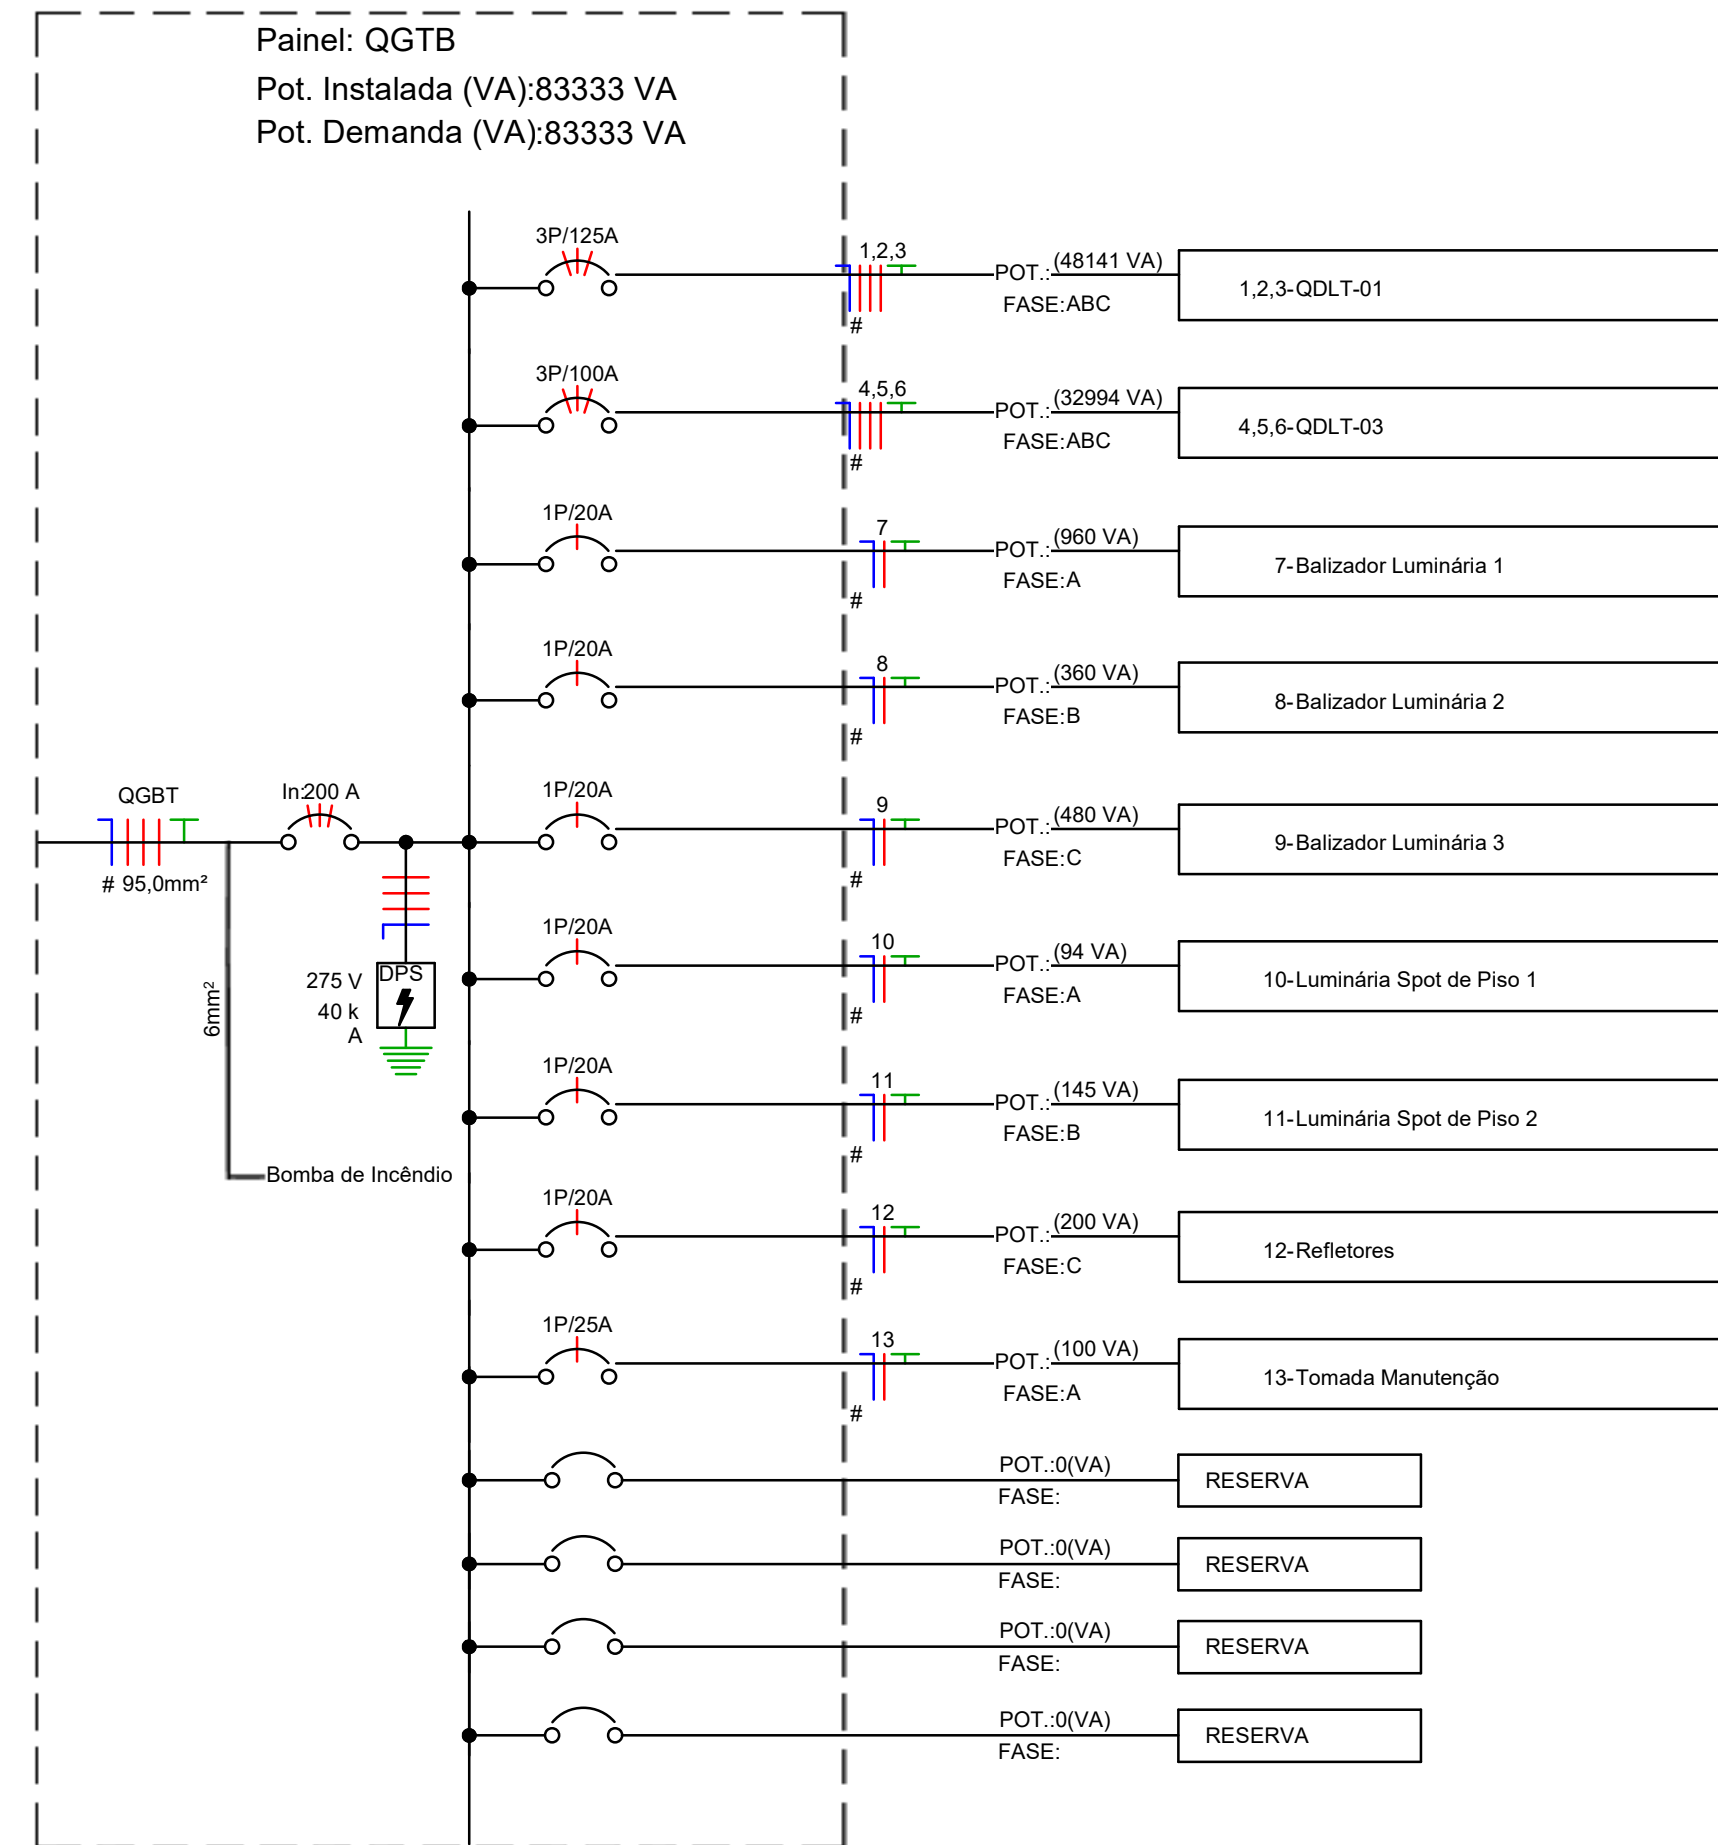 Painel: QGTB
Pot. Instalada (VA):83333 VA
Pot. Demanda (VA):83333 VA
3P/125A
1,2,3
#
POT.:(48141 VA)
FASE:ABC
1,2,3-QDLT-01
3P/100A
4,5,6
#
POT.:(32994 VA)
FASE:ABC
4,5,6-QDLT-03
1P/20A
7
#
POT.:(960 VA)
FASE:A
7-Balizador Luminária 1
1P/20A
8
#
POT.:(360 VA)
FASE:B
8-Balizador Luminária 2
QGBT
# 95,0mm²
In:200 A
1P/20A
9
#
POT.:(480 VA)
FASE:C
9-Balizador Luminária 3
6mm²
Bomba de Incêndio
275 V
40 k
A
DPS
1P/20A
10
#
POT.:(94 VA)
FASE:A
10-Luminária Spot de Piso 1
1P/20A
11
#
POT.:(145 VA)
FASE:B
11-Luminária Spot de Piso 2
1P/20A
12
#
POT.:(200 VA)
FASE:C
12-Refletores
1P/25A
13
#
POT.:(100 VA)
FASE:A
13-Tomada Manutenção
POT.:0(VA)
FASE:
RESERVA
POT.:0(VA)
FASE:
RESERVA
POT.:0(VA)
FASE:
RESERVA
POT.:0(VA)
FASE:
RESERVA